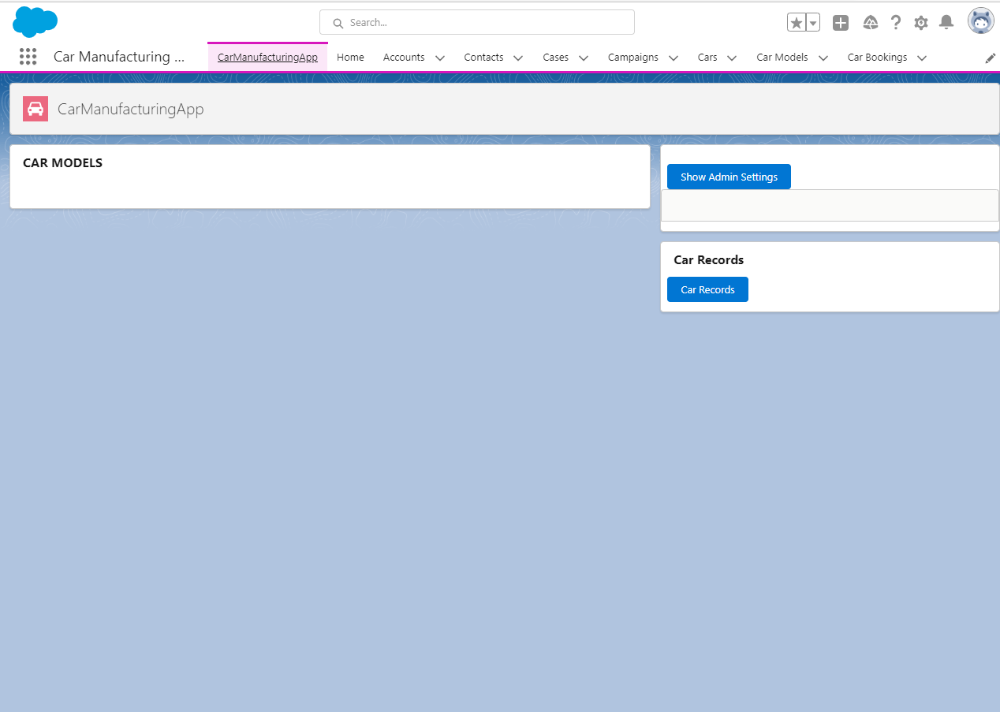 Search...
Car Manufacturing ...
CarManufacturingApp
Home
Accounts
Contacts
Cases
Campaigns
Cars
Car Models
Car Bookings
CarManufacturingApp
CAR MODELS
Show Admin Settings
Car Records
Car Records